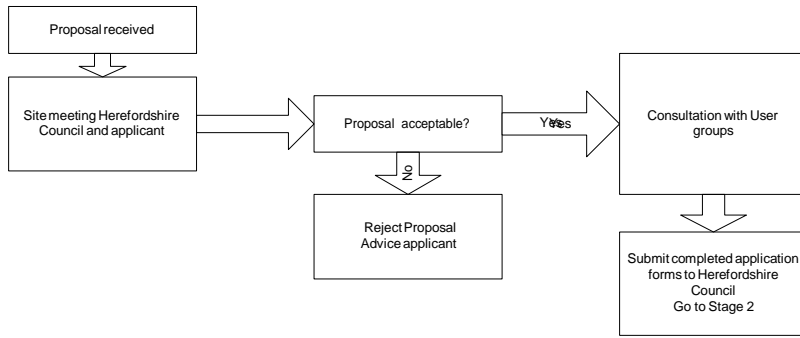 Proposal received
Site meeting Herefordshire
Council and applicant
Proposal acceptable?
Yes
Yes
No
Reject Proposal
Advice applicant
Consultation with User
groups
Submit completed application
forms to Herefordshire
Council
Go to Stage 2